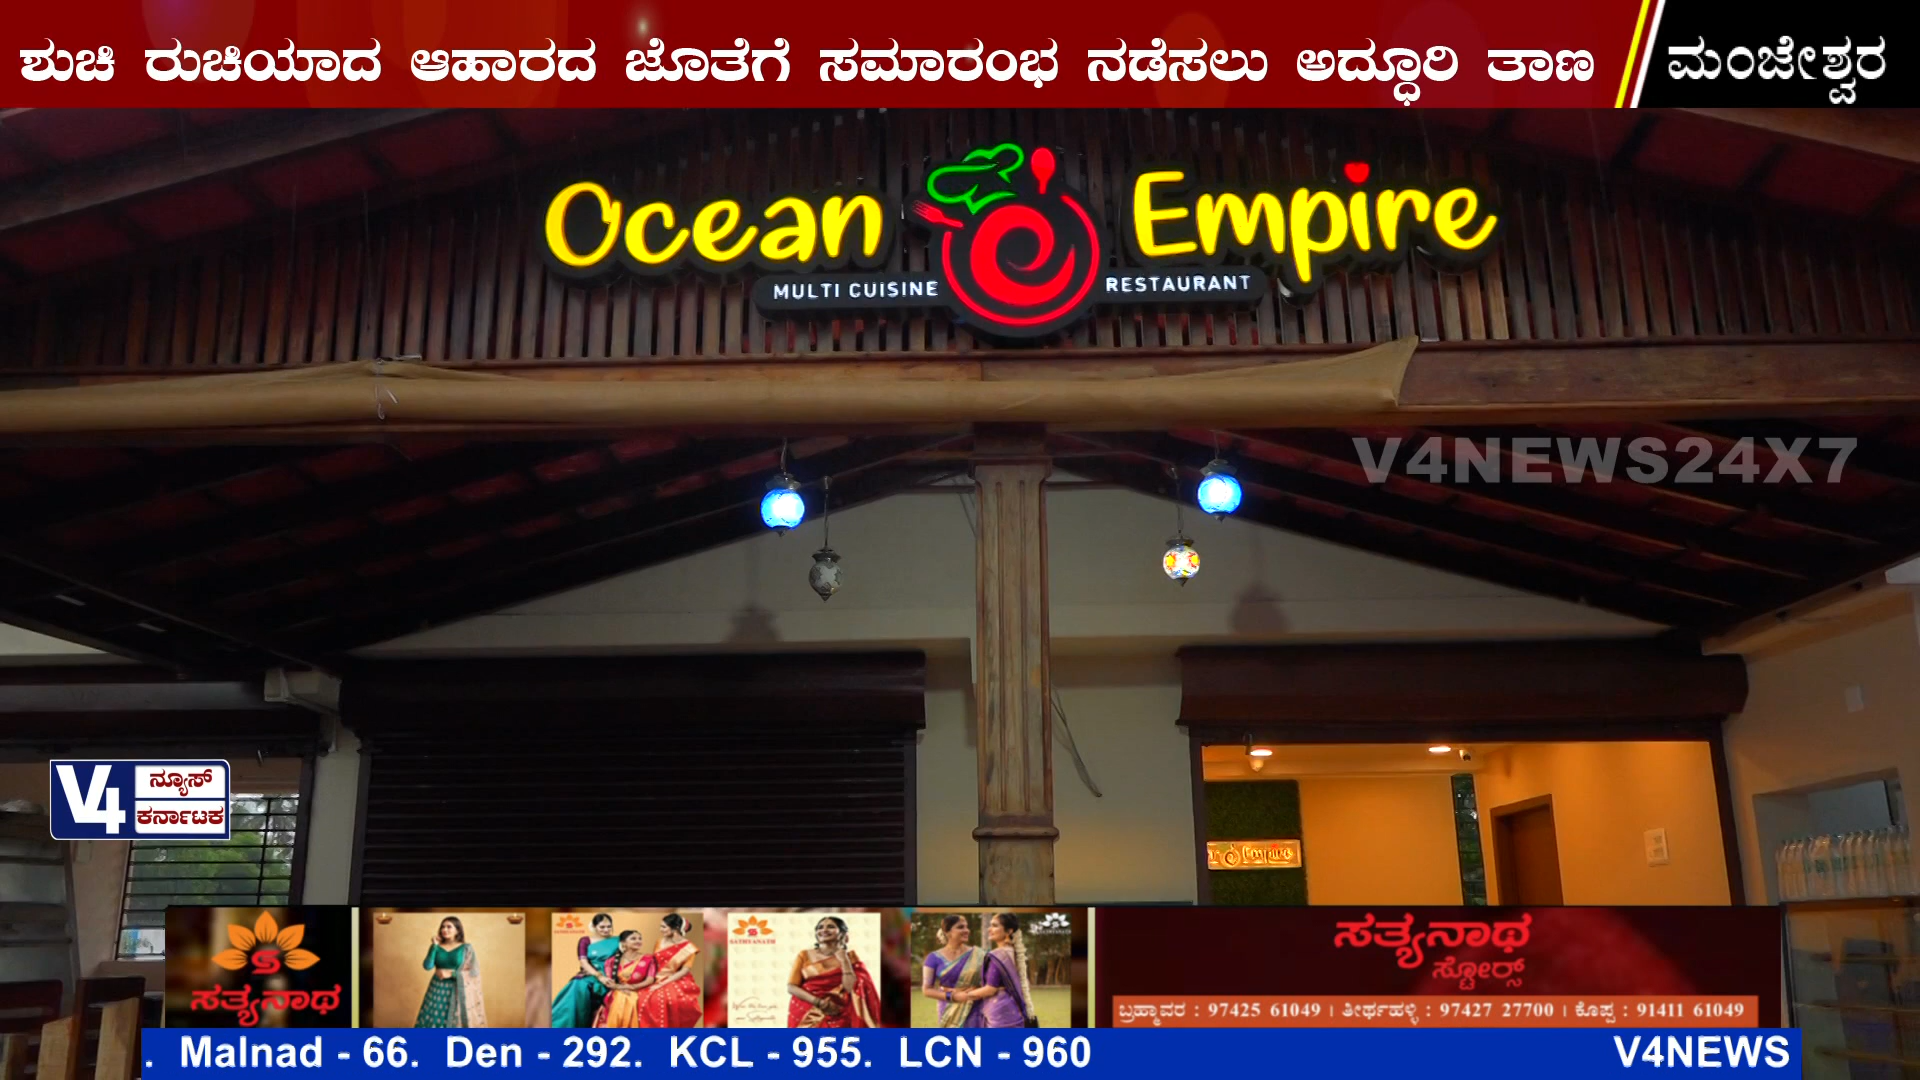 ಶುಚಿ ರುಚಿಯಾದ ಆಹಾರದ ಜೊತೆಗೆ ಸಮಾರಂಭ ನಡೆಸಲು ಅದ್ಧೂರಿ ತಾಣ
ಮಂಜೇಶ್ವರ
Ocean Empire
MULTI CUISINE RESTAURANT
V4NEWS24X7
V4 ನ್ಯೂಸ್
ಕರ್ನಾಟಕ
Empire
ಸತ್ಯನಾಥ
SATHYANATH
ಸತ್ಯನಾಥ
ಸ್ಟೋರ್ಸ್
ಬ್ರಹ್ಮಾವರ : 97425 61049 । ತೀರ್ಥಹಳ್ಳಿ : 97427 27700 । ಕೊಪ್ಪ : 91411 61049
. Malnad - 66. Den - 292. KCL - 955. LCN - 960
V4NEWS